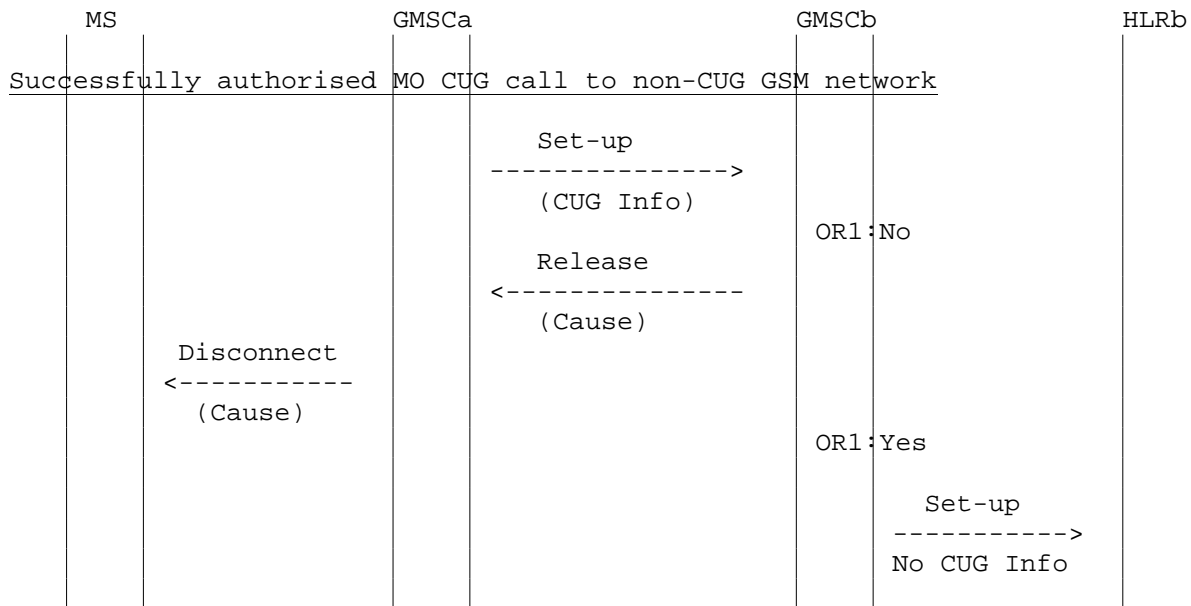 MS GMSCa GMSCb HLRb
Successfully authorised MO CUG call to non-CUG GSM network
Set-up
--------------->
(CUG Info)
OR1:No
Release
<---------------
(Cause)
Disconnect
<-----------
(Cause)
OR1:Yes
Set-up
----------->
No CUG Info